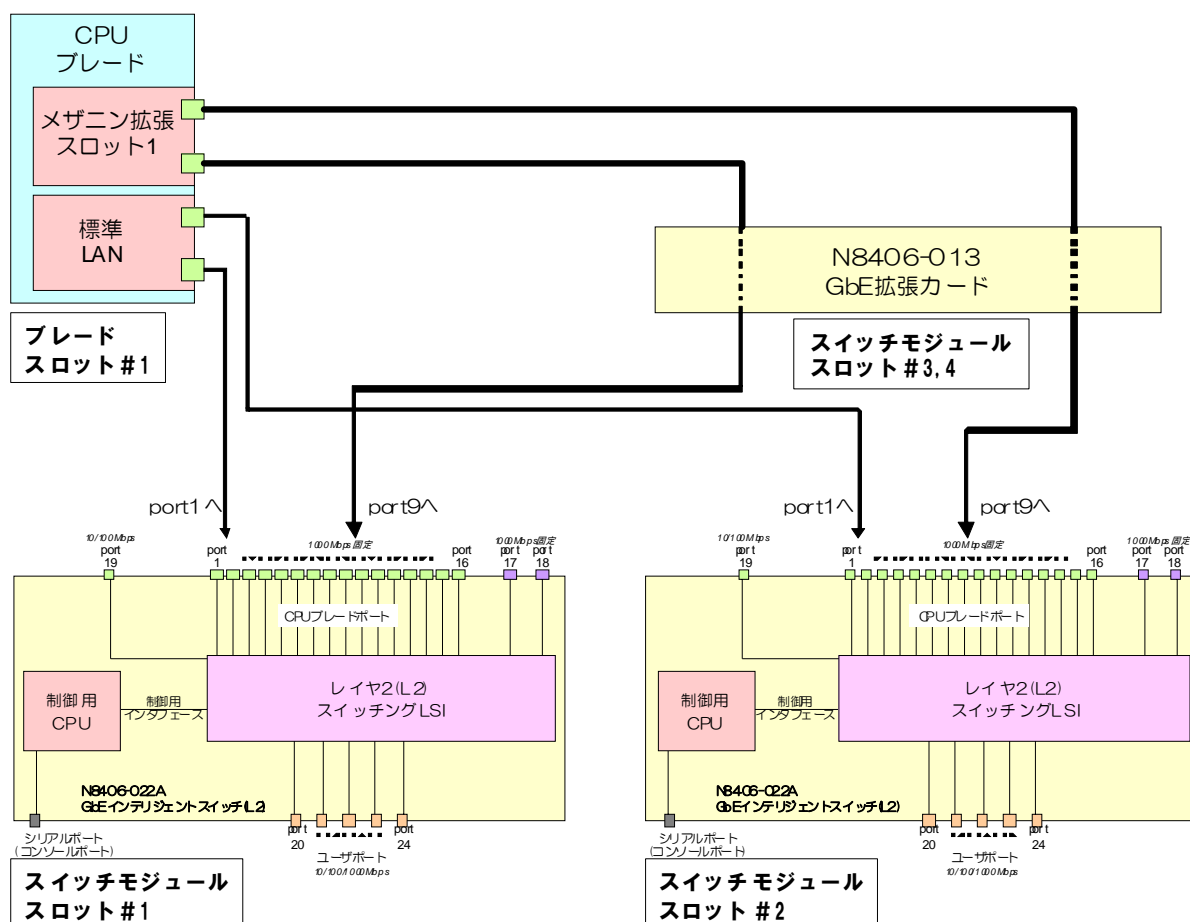 CPU
ブレード
メザニン拡張
スロット1
標準
LAN
ブレード
スロット#1
N8406-013
GbE拡張カード
スイッチモジュール
スロット#3,4
port1へ
port9へ
port1へ
port9へ
10/100Mbps
port
19
port
1
1000Mbps固定
port
16
1000Mbps固定
port
17
port
18
CPUブレードポート
制御用
CPU
制御用
インタフェース
レイヤ2(L2)
スイッチングLSI
N8406-022A
GbEインテリジェントスイッチ(L2)
シリアルポート
(コンソールポート)
port
20
port
24
ユーザポート
10/100/1000Mbps
スイッチモジュール
スロット#1
10/100Mbps
port
19
port
1
1000Mbps固定
port
16
1000Mbps固定
port
17
port
18
CPUブレードポート
制御用
CPU
制御用
インタフェース
レイヤ2(L2)
スイッチングLSI
N8406-022A
GbEインテリジェントスイッチ(L2)
シリアルポート
(コンソールポート)
port
20
port
24
ユーザポート
10/100/1000Mbps
スイッチモジュール
スロット#2